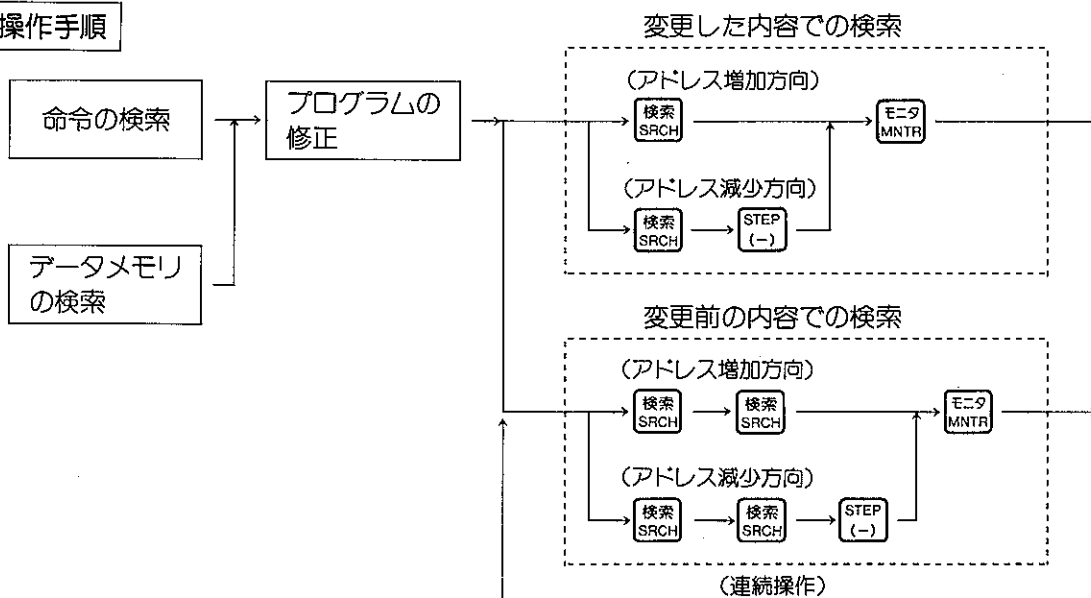 操作手順
命令の検索
データメモリ
の検索
プログラムの
修正
変更した内容での検索
(アドレス増加方向)
検索
SRCH
モニタ
MNTR
(アドレス減少方向)
検索
SRCH
STEP
(-)
変更前の内容での検索
(アドレス増加方向)
検索
SRCH
検索
SRCH
モニタ
MNTR
(アドレス減少方向)
検索
SRCH
検索
SRCH
STEP
(-)
(連続操作)